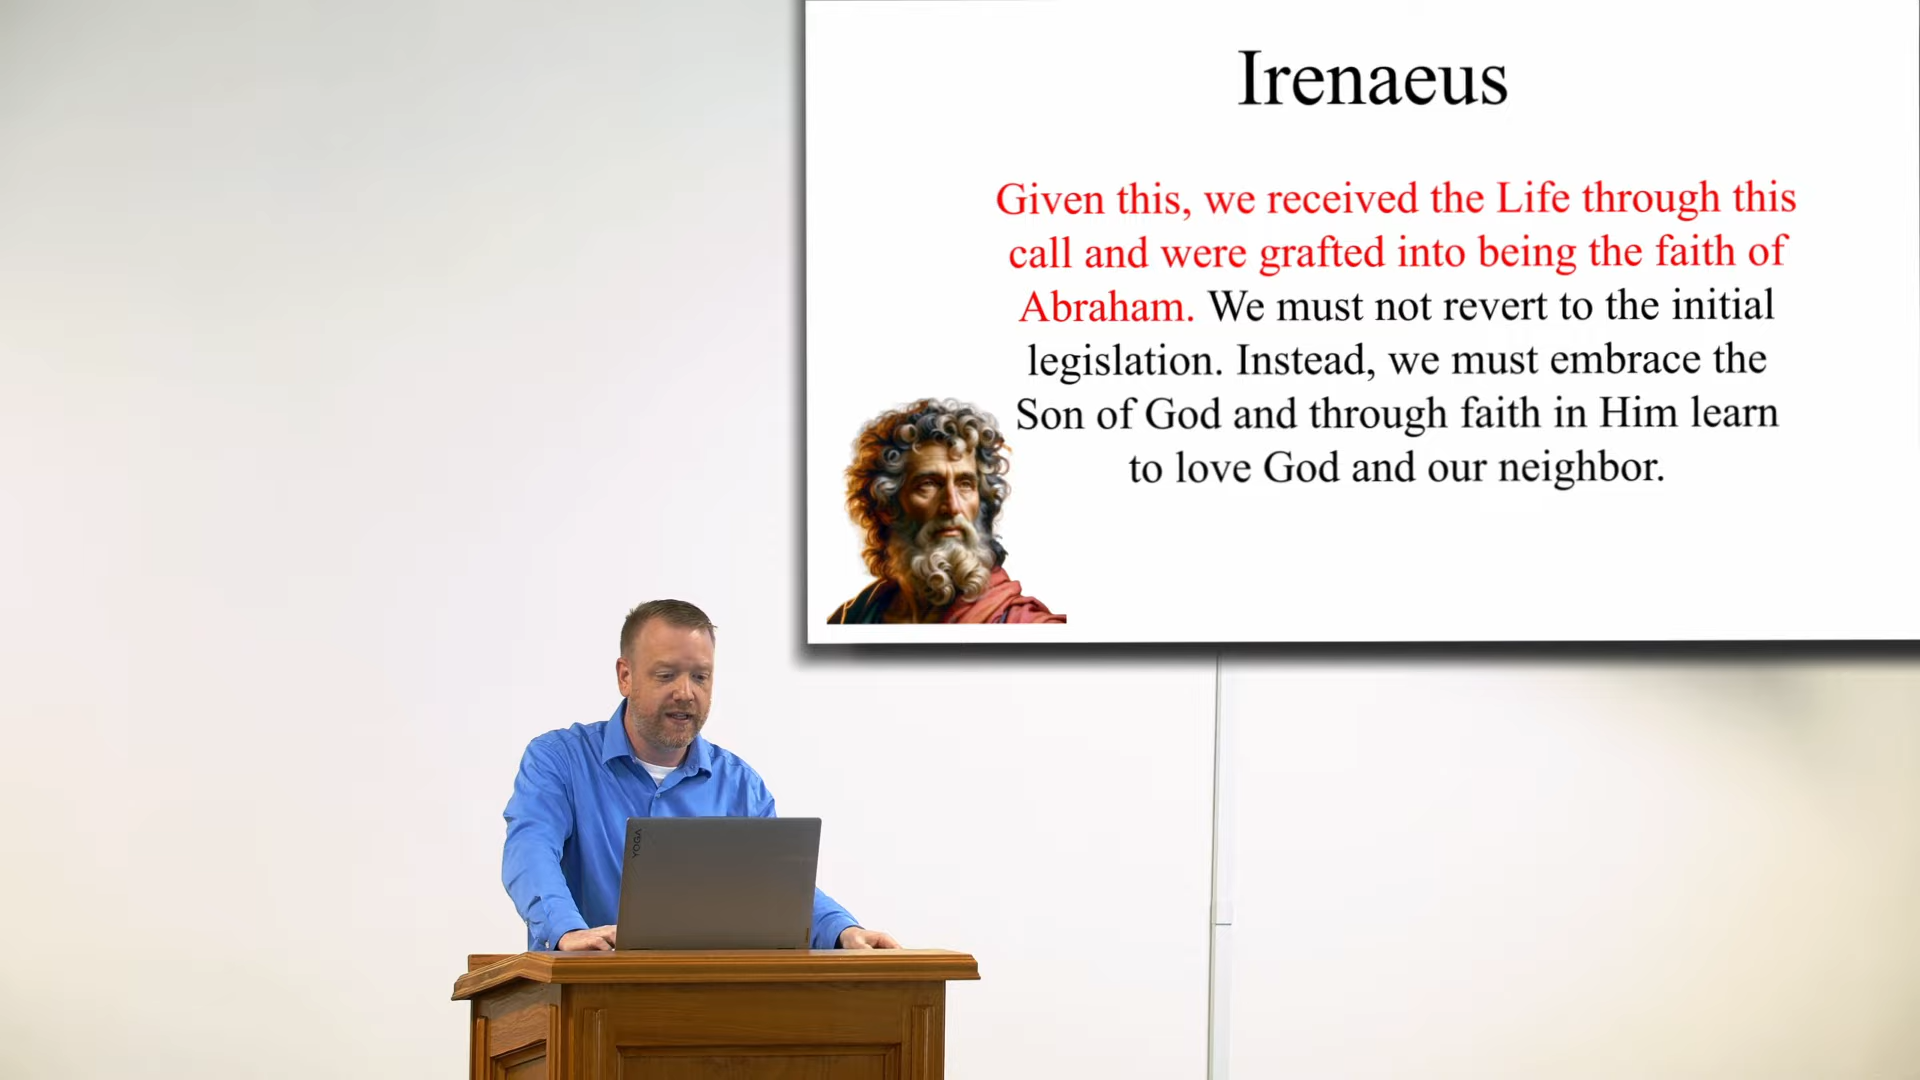 Irenaeus
Given this, we received the Life through this
call and were grafted into being the faith of
Abraham. We must not revert to the initial
legislation. Instead, we must embrace the
Son of God and through faith in Him learn
to love God and our neighbor.
YOGA